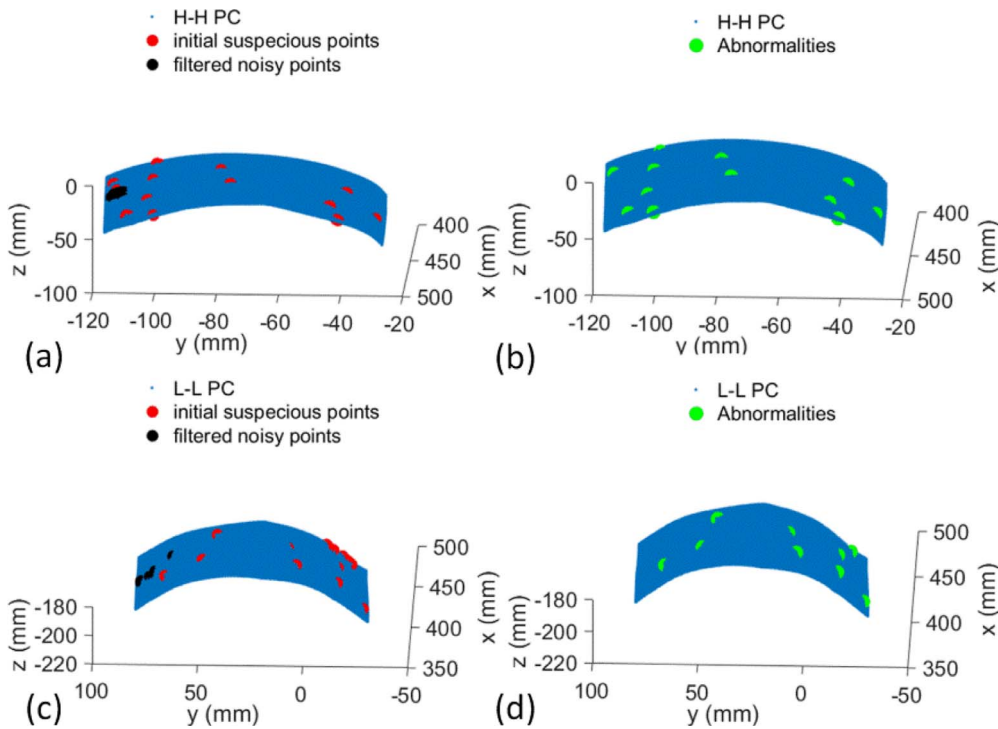 H-H PC
initial suspecious points
filtered noisy points
0
-50
-100
z (mm)
-120
-100
-80
-60
-40
-20
y (mm)
400
450
500
x (mm)
(a)
H-H PC
Abnormalities
0
-50
-100
z (mm)
-120
-100
-80
-60
-40
-20
y (mm)
400
450
500
x (mm)
(b)
L-L PC
initial suspecious points
filtered noisy points
-180
-200
-220
z (mm)
100
50
0
-50
y (mm)
500
450
400
350
x (mm)
(c)
L-L PC
Abnormalities
-180
-200
-220
z (mm)
100
50
0
-50
y (mm)
500
450
400
350
x (mm)
(d)